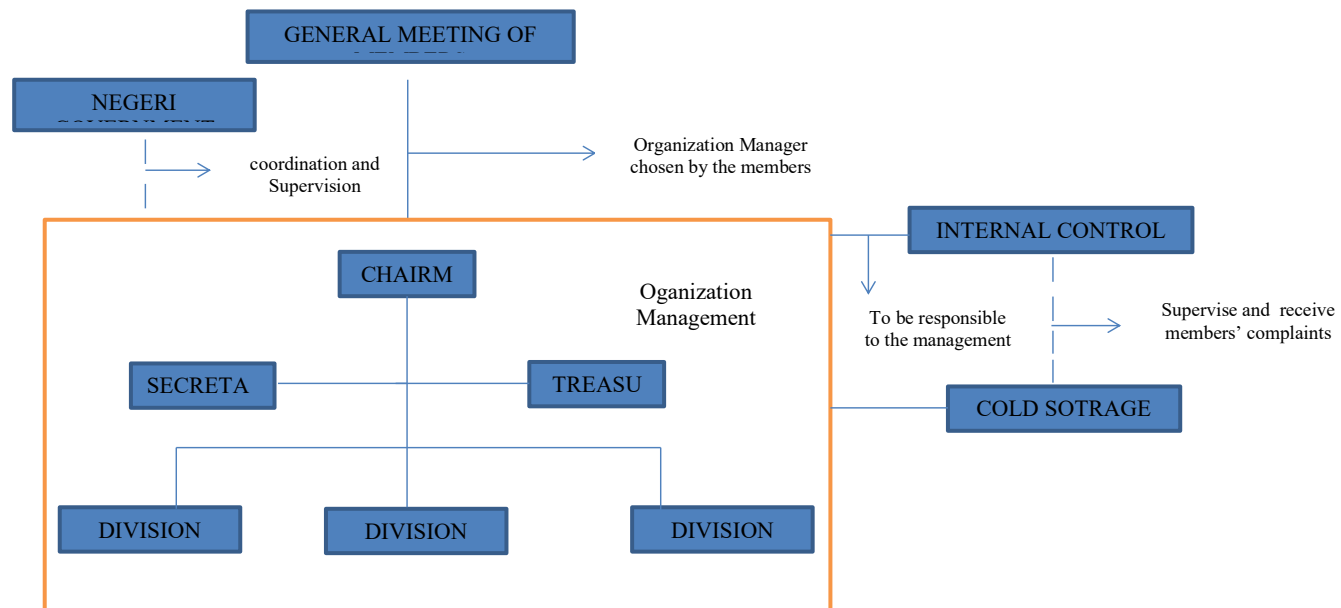 GENERAL MEETING OF
NEGERI
coordination and
Supervision
Organization Manager
chosen by the members
INTERNAL CONTROL
CHAIRM
Oganization
Management
To be responsible
to the management
Supervise and receive
members’ complaints
SECRETA
TREASU
COLD SOTRAGE
DIVISION
DIVISION
DIVISION